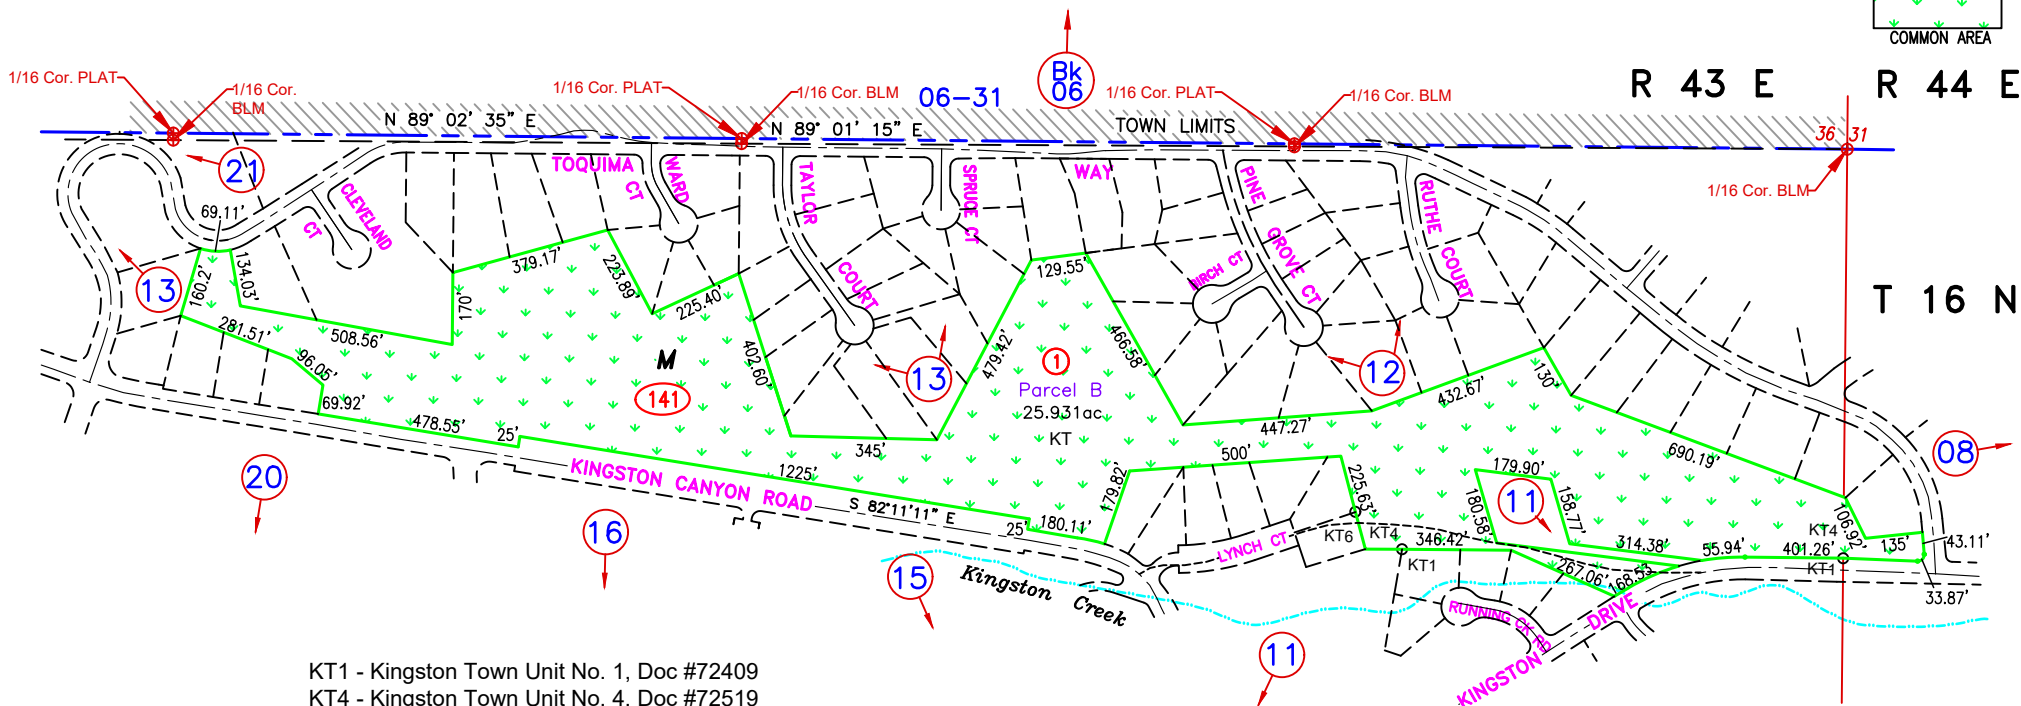 COMMON AREA
R 43 E
R 44 E
T 16 N
1/16 Cor. PLAT
1/16 Cor.
BLM
1/16 Cor. PLAT
1/16 Cor. BLM
06-31
Bk
06
1/16 Cor. PLAT
1/16 Cor. BLM
36 31
1/16 Cor. BLM
N 89° 02' 35" E
N 89° 01' 15" E
TOWN LIMITS
TOQUIMA
WAY
CLEVELAND
CT
WARD
CT
TAYLOR
COURT
SPRUCE CT
PINE
GROVE CT
BIRCH CT
RUTHE
COURT
21
13
69.11'
160.2'
134.03'
508.56'
170'
379.17'
223.89'
225.40'
402.60'
345'
479.42'
129.55'
466.58'
447.27'
432.67'
130'
690.19'
106.92'
135'
43.11'
33.87'
281.51'
96.05'
69.92'
478.55'
25'
1225'
25'
180.11'
179.82'
500'
225.63'
346.42'
179.90'
180.58'
158.77'
314.38'
55.94'
401.26'
267.06'
168.53'
M
141
1
Parcel B
25.931ac
KT
13
12
11
08
20
16
15
11
KINGSTON CANYON ROAD
S 82°11'11" E
Kingston Creek
LYNCH CT
KT6
KT4
KT1
KT4
KT1
RUNNING CK RD
KINGSTON
DRIVE
KT1 - Kingston Town Unit No. 1, Doc #72409
KT4 - Kingston Town Unit No. 4, Doc #72519